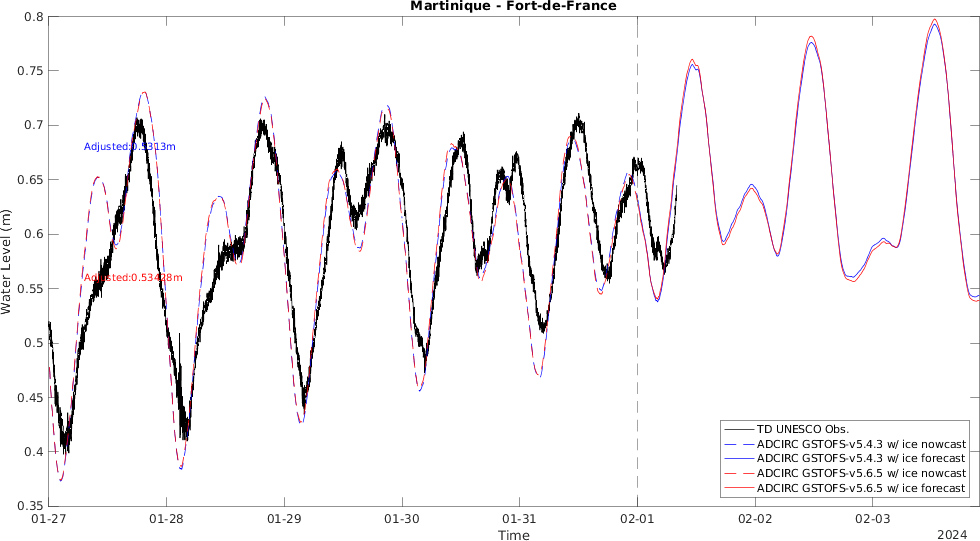 Martinique - Fort-de-France
0.8
0.75
0.7
0.65
0.6
0.55
0.5
0.45
0.4
0.35
Water Level (m)
Adjusted:0.5313m
Adjusted:0.53428m
TD UNESCO Obs.
ADCIRC GSTOFS-v5.4.3 w/ ice nowcast
ADCIRC GSTOFS-v5.4.3 w/ ice forecast
ADCIRC GSTOFS-v5.6.5 w/ ice nowcast
ADCIRC GSTOFS-v5.6.5 w/ ice forecast
01-27 01-28 01-29 01-30 01-31 02-01 02-02 02-03
Time
2024